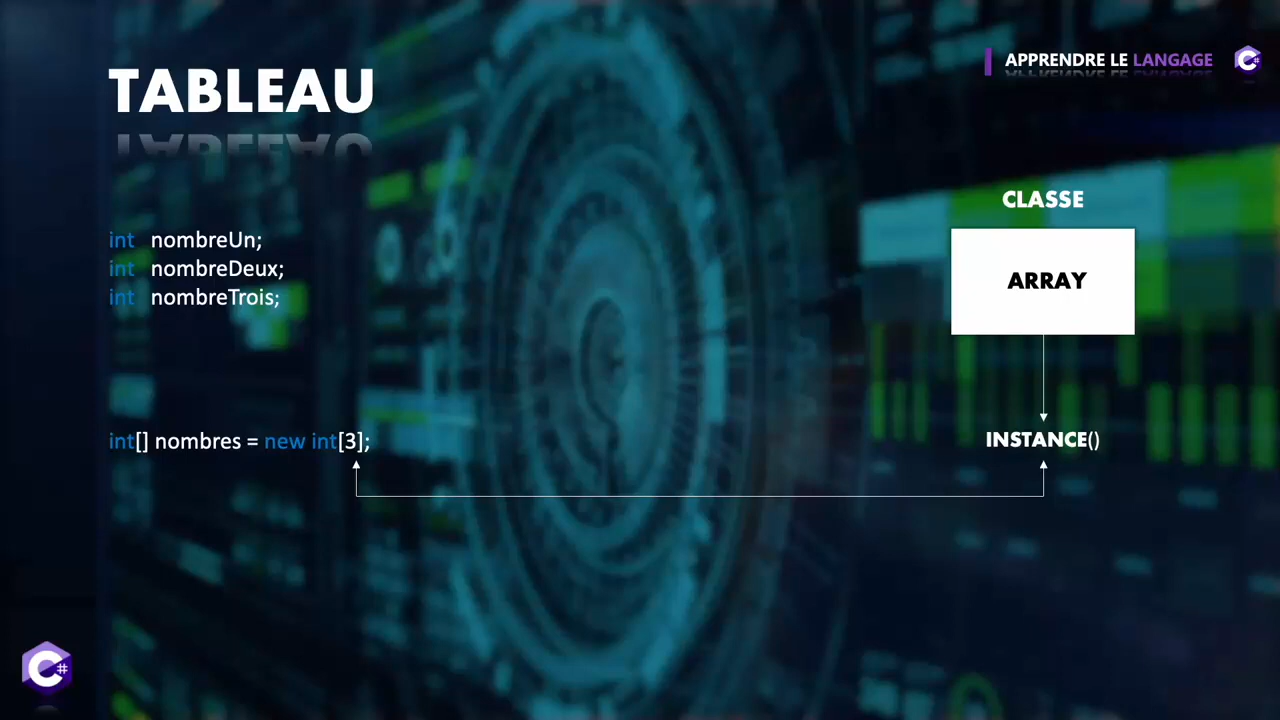 TABLEAU
APPRENDRE LE LANGAGE C#
CLASSE
ARRAY
int nombreUn;
int nombreDeux;
int nombreTrois;
int[] nombres = new int[3];
INSTANCE()
C#